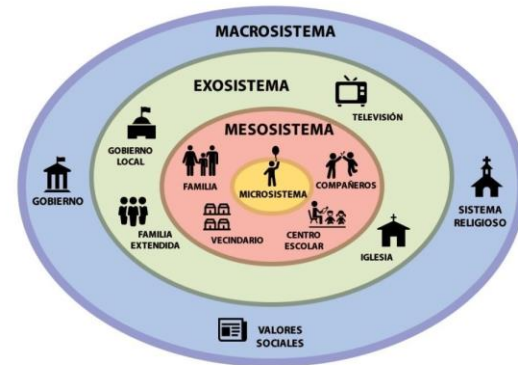 MACROSISTEMA
EXOSISTEMA
TELEVISIÓN
GOBIERNO
LOCAL
MESOSISTEMA
FAMILIA
COMPAÑEROS
MICROSISTEMA
GOBIERNO
SISTEMA
RELIGIOSO
FAMILIA
EXTENDIDA
VECINDARIO
CENTRO
ESCOLAR
IGLESIA
VALORES
SOCIALES